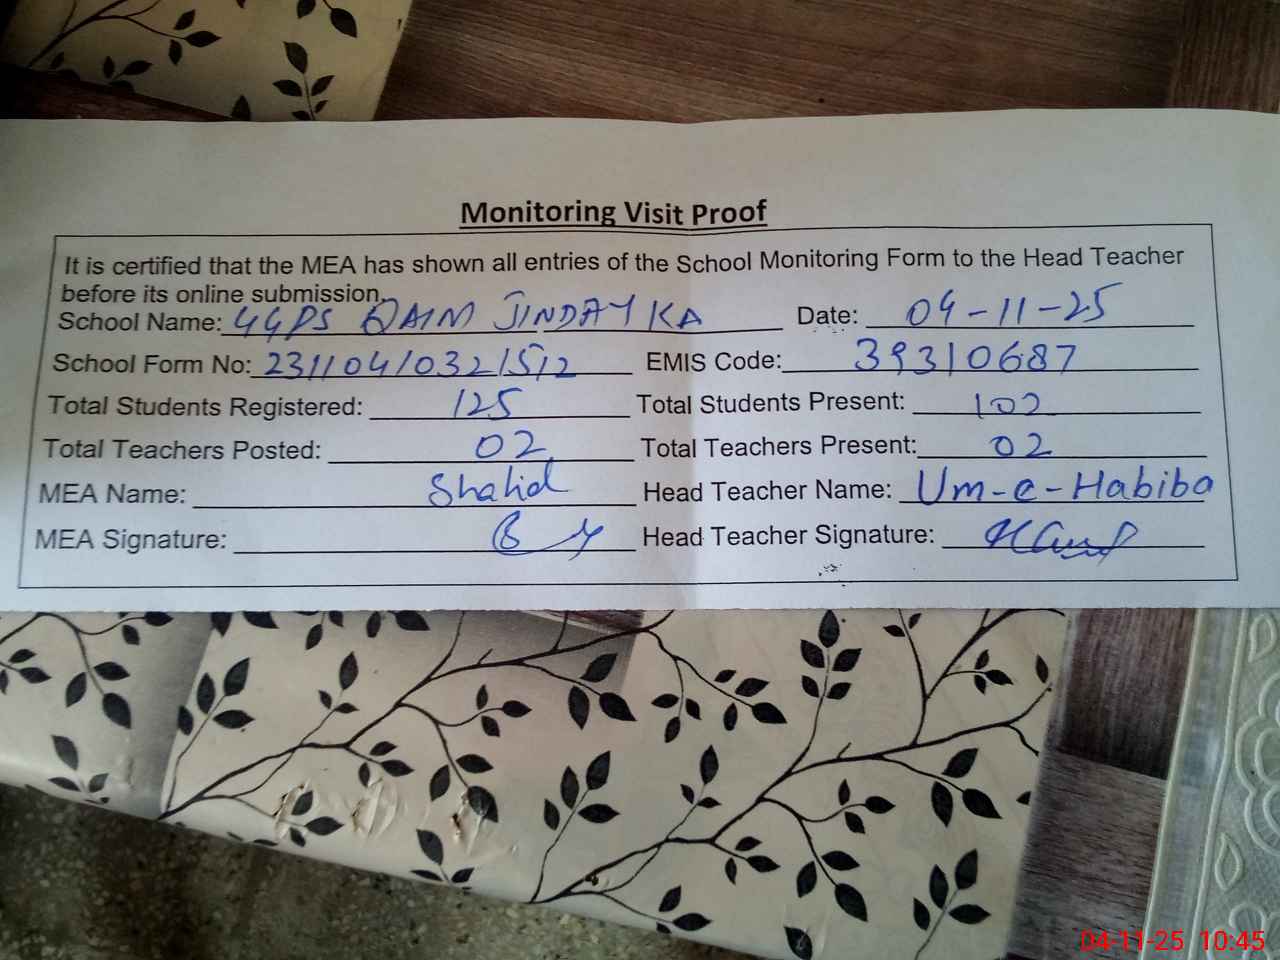 Monitoring Visit Proof
It is certified that the MEA has shown all entries of the School Monitoring Form to the Head Teacher
before its online submission.
School Name: GGPS QAIM JINDAY KA Date: 04-11-25
School Form No: 231104/032/512 EMIS Code: 39310687
Total Students Registered: 125 Total Students Present: 102
Total Teachers Posted: 02 Total Teachers Present: 02
MEA Name: Shahid Head Teacher Name: Um-e-Habiba
MEA Signature: Head Teacher Signature:
04-11-25 10:45